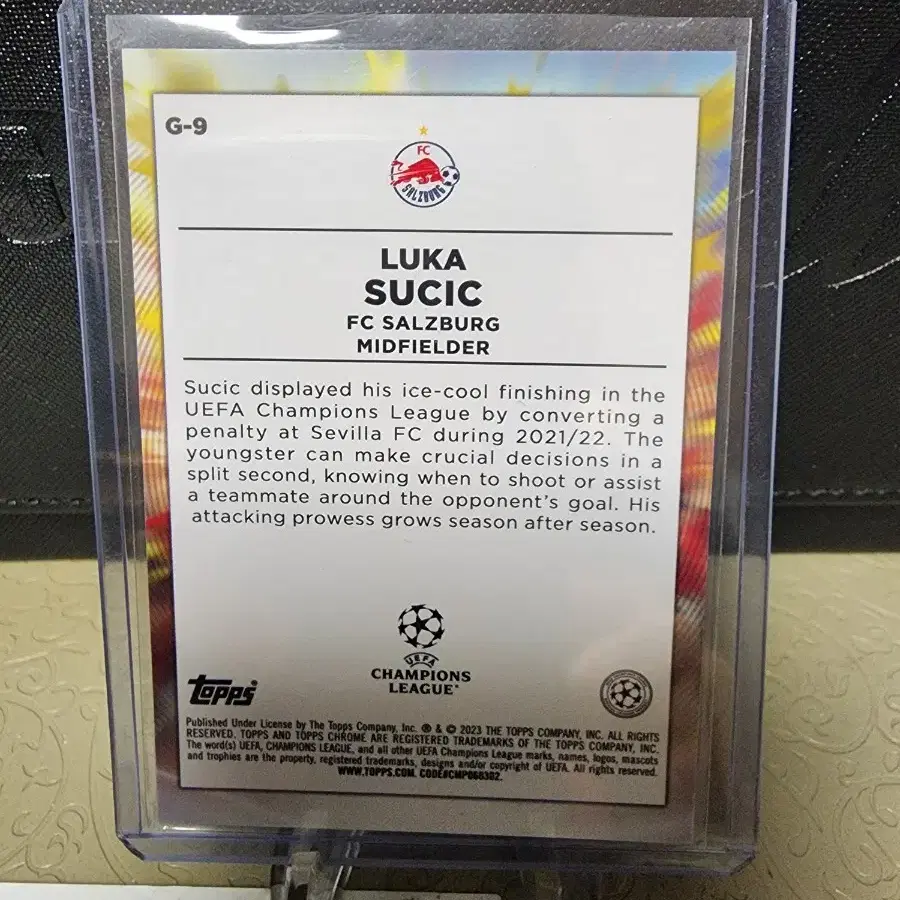 G-9
FC
SALZBURG
LUKA
SUCIC
FC SALZBURG
MIDFIELDER
Sucic displayed his ice-cool finishing in the
UEFA Champions League by converting a
penalty at Sevilla FC during 2021/22. The
youngster can make crucial decisions in a
split second, knowing when to shoot or assist
a teammate around the opponent's goal. His
attacking prowess grows season after season.
UEFA
CHAMPIONS
LEAGUE®
topps
Published Under License by The Topps Company, Inc. ® & © 2023 THE TOPPS COMPANY, INC. ALL RIGHTS
RESERVED. TOPPS AND TOPPS CHROME ARE REGISTERED TRADEMARKS OF THE TOPPS COMPANY, INC.
The word(s) UEFA, CHAMPIONS LEAGUE, and all other UEFA Champions League marks, names, logos, mascots
and trophies are the property, registered trademarks, designs and/or copyright of UEFA. All rights reserved.
WWW.TOPPS.COM. CODE#CMP068302.